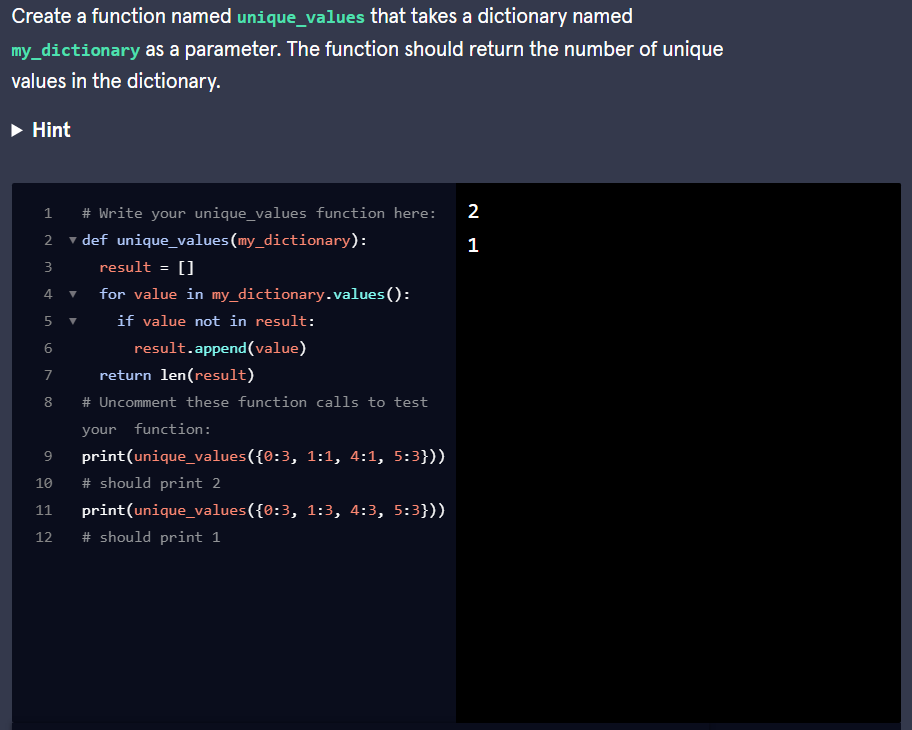 Create a function named unique_values that takes a dictionary named
my_dictionary as a parameter. The function should return the number of unique
values in the dictionary.
▶ Hint
1 # Write your unique_values function here:
2 ▼ def unique_values(my_dictionary):
3 result = []
4 ▼ for value in my_dictionary.values():
5 ▼ if value not in result:
6 result.append(value)
7 return len(result)
8 # Uncomment these function calls to test
your  function:
9 print(unique_values({0:3, 1:1, 4:1, 5:3}))
10 # should print 2
11 print(unique_values({0:3, 1:3, 4:3, 5:3}))
12 # should print 1
2
1